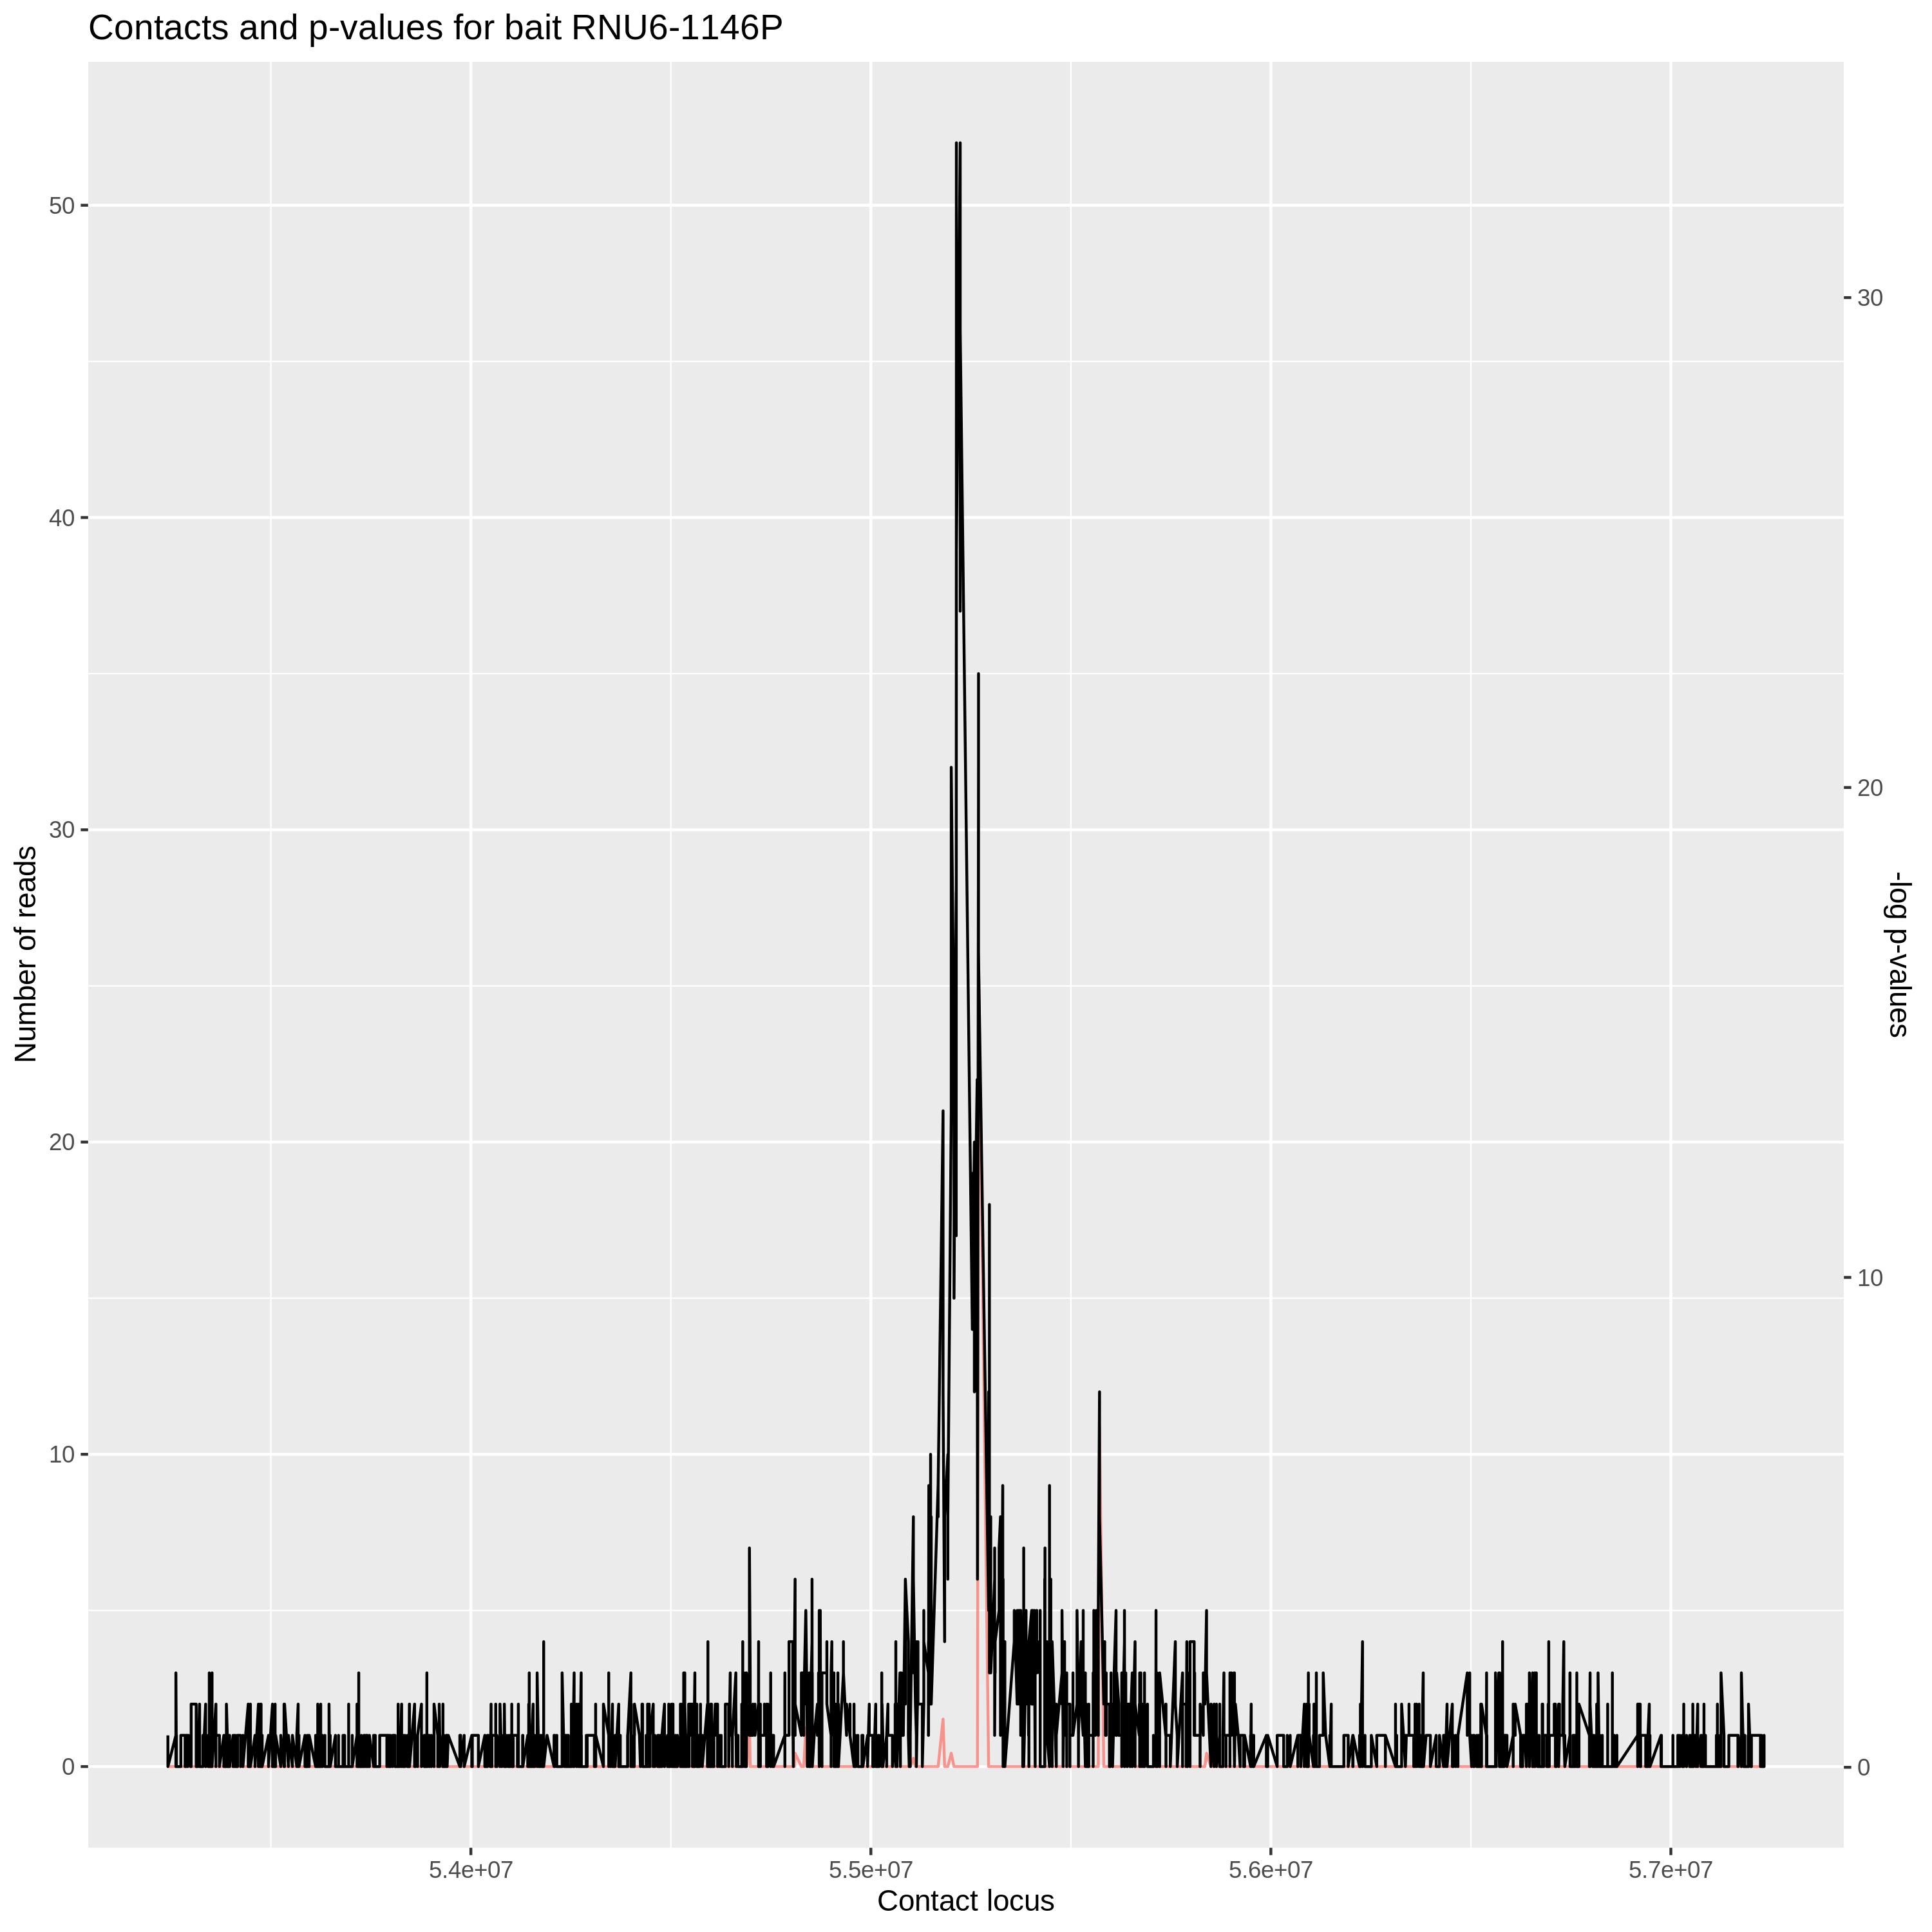 Contacts and p-values for bait RNU6-1146P
50
40
30
20
10
0
Number of reads
30
20
10
0
-log p-values
5.4e+07 5.5e+07 5.6e+07 5.7e+07
Contact locus